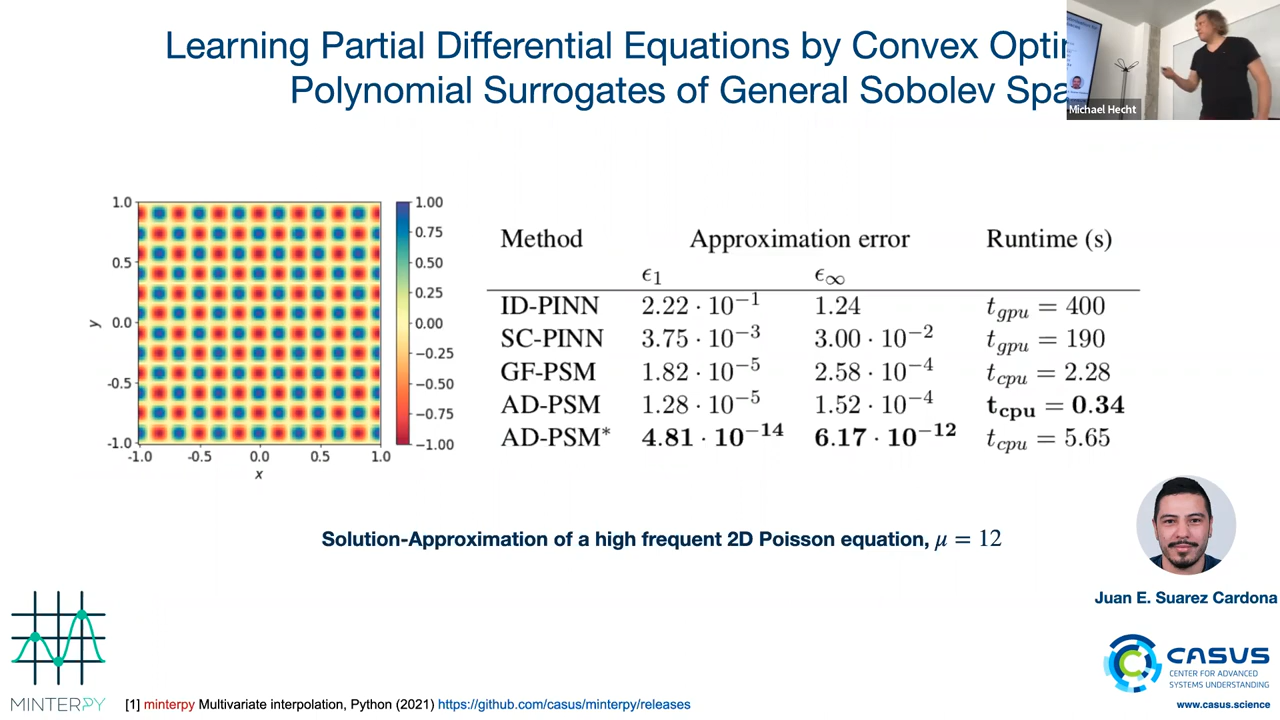 Learning Partial Differential Equations by Convex Opti
Polynomial Surrogates of General Sobolev Spa
Michael Hecht
1.0
0.5
0.0
-0.5
-1.0
y
-1.0 -0.5 0.0 0.5 1.0
x
1.00
0.75
0.50
0.25
0.00
−0.25
−0.50
−0.75
−1.00
Method Approximation error Runtime (s)
ϵ₁ ϵ∞
ID-PINN 2.22 · 10⁻¹ 1.24 t_gpu = 400
SC-PINN 3.75 · 10⁻³ 3.00 · 10⁻² t_gpu = 190
GF-PSM 1.82 · 10⁻⁵ 2.58 · 10⁻⁴ t_cpu = 2.28
AD-PSM 1.28 · 10⁻⁵ 1.52 · 10⁻⁴ t_cpu = 0.34
AD-PSM* 4.81 · 10⁻¹⁴ 6.17 · 10⁻¹² t_cpu = 5.65
Solution-Approximation of a high frequent 2D Poisson equation, μ = 12
Juan E. Suarez Cardona
MINTERPY
[1] minterpy Multivariate interpolation, Python (2021) https://github.com/casus/minterpy/releases
CASUS
CENTER FOR ADVANCED
SYSTEMS UNDERSTANDING
www.casus.science